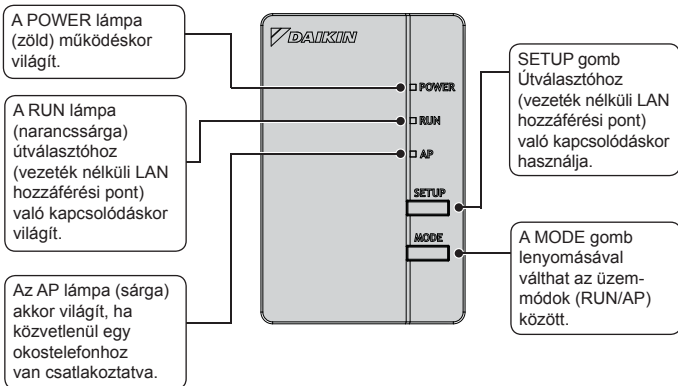 A POWER lámpa
(zöld) működéskor
világít.
A RUN lámpa
(narancssárga)
útválasztóhoz
(vezeték nélküli LAN
hozzáférési pont)
való kapcsolódáskor
világít.
Az AP lámpa (sárga)
akkor világít, ha
közvetlenül egy
okostelefonhoz
van csatlakoztatva.
DAIKIN
POWER
RUN
AP
SETUP
MODE
SETUP gomb
Útválasztóhoz
(vezeték nélküli LAN
hozzáférési pont)
való kapcsolódáskor
használja.
A MODE gomb
lenyomásával
válthat az üzem-
módok (RUN/AP)
között.